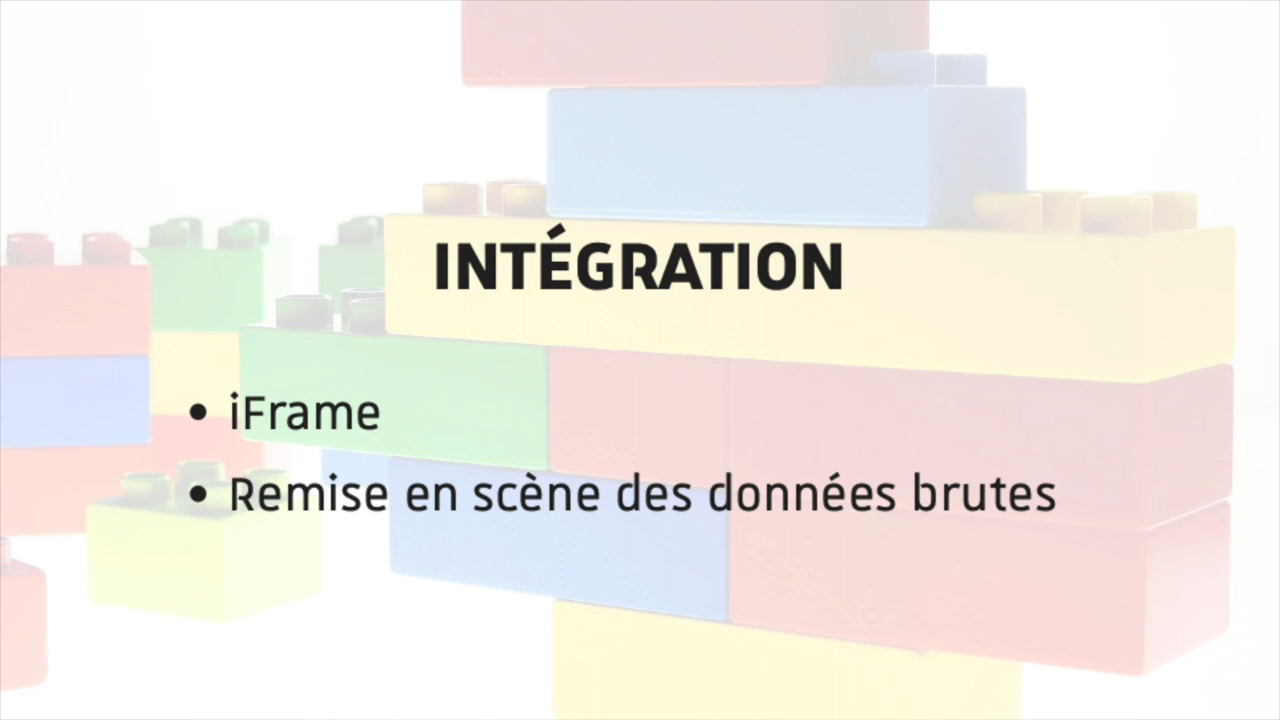 INTÉGRATION
• iFrame
• Remise en scène des données brutes